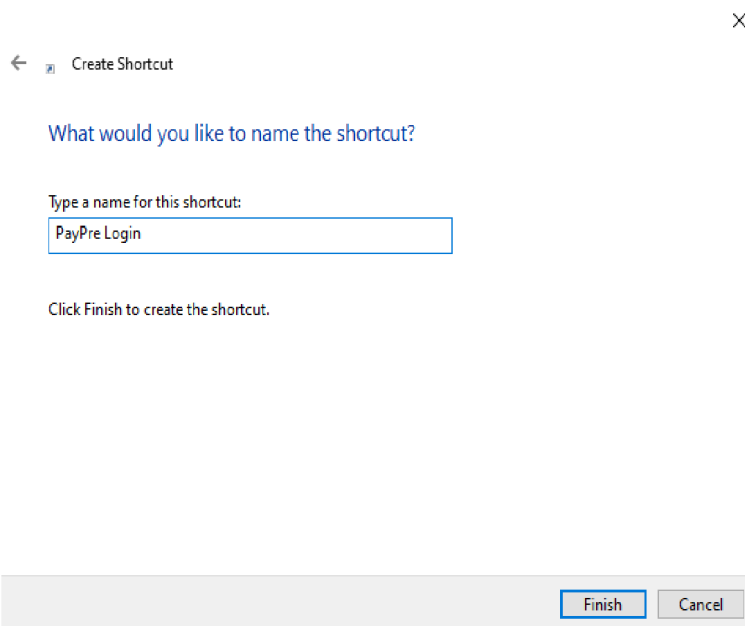 Create Shortcut
What would you like to name the shortcut?
Type a name for this shortcut:
PayPre Login
Click Finish to create the shortcut.
Finish Cancel